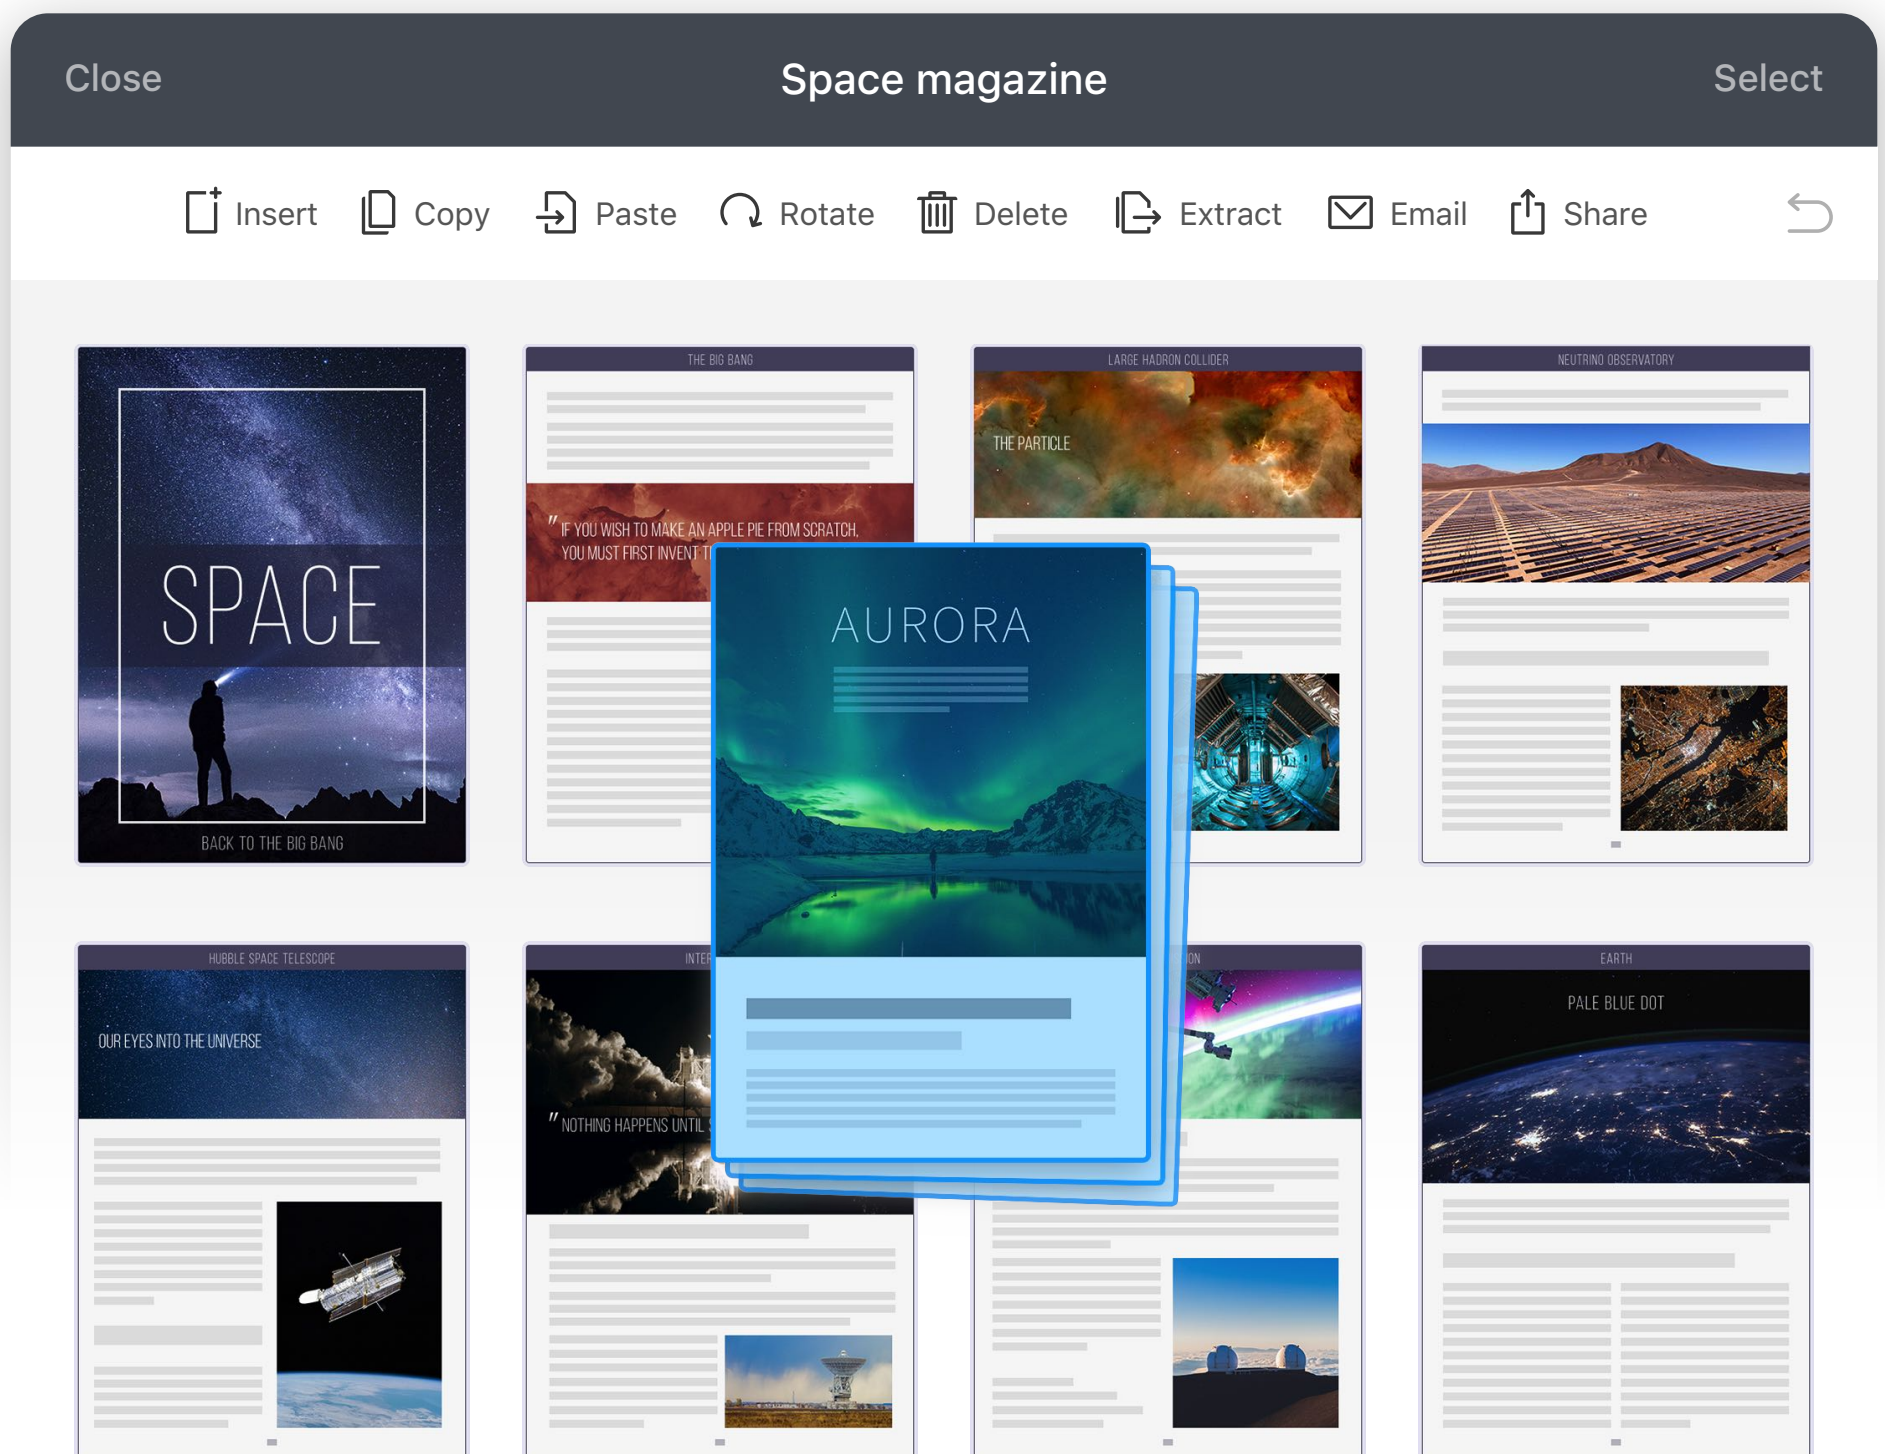 Close
Space magazine
Select
Insert
Copy
Paste
Rotate
Delete
Extract
Email
Share
SPACE
BACK TO THE BIG BANG
THE BIG BANG
" IF YOU WISH TO MAKE AN APPLE PIE FROM SCRATCH,
YOU MUST FIRST INVENT
LARGE HADRON COLLIDER
THE PARTICLE
NEUTRINO OBSERVATORY
AURORA
HUBBLE SPACE TELESCOPE
OUR EYES INTO THE UNIVERSE
" NOTHING HAPPENS UNTIL
EARTH
PALE BLUE DOT